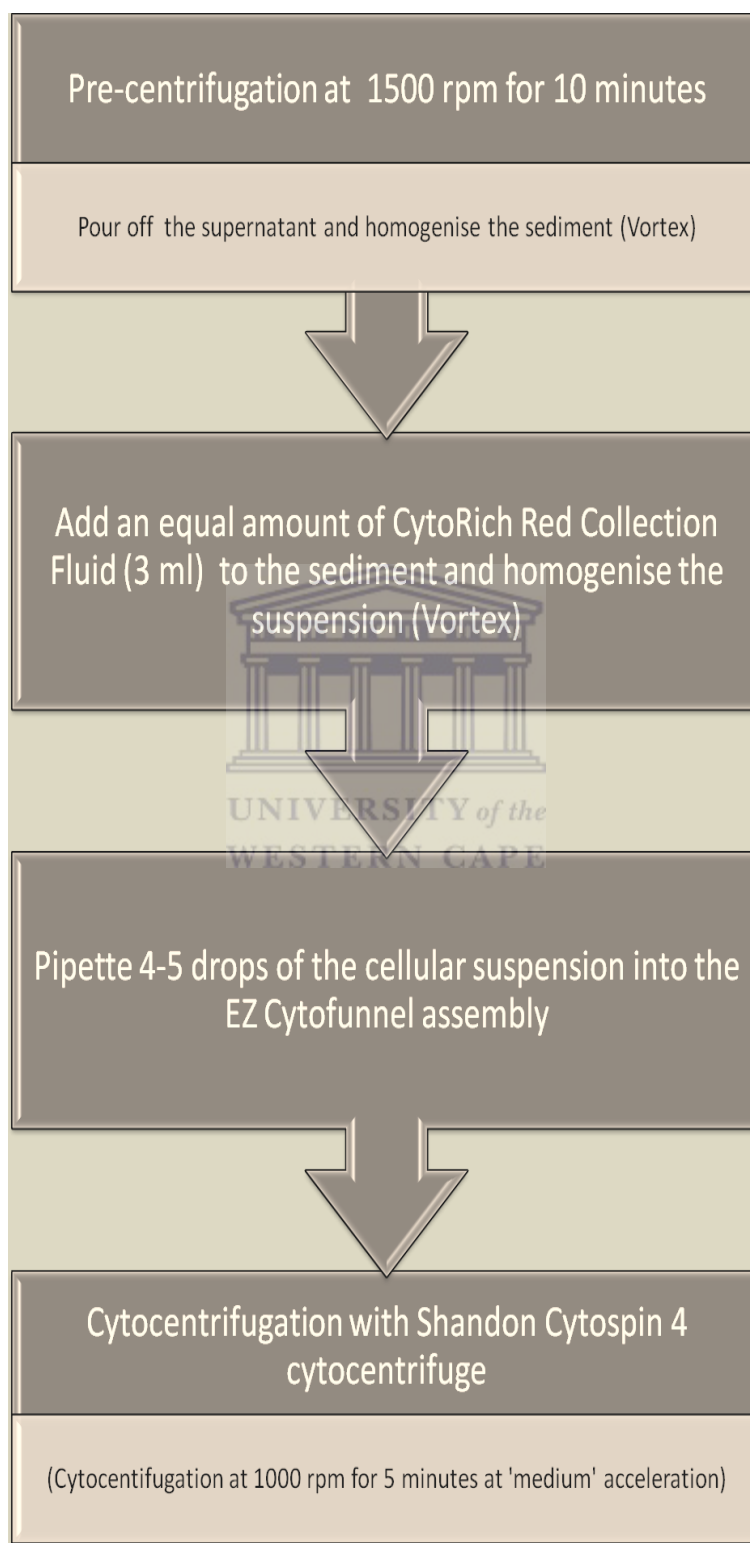 Pre-centrifugation at 1500 rpm for 10 minutes
Pour off the supernatant and homogenise the sediment (Vortex)
Add an equal amount of CytoRich Red Collection
Fluid (3 ml) to the sediment and homogenise the
suspension (Vortex)
UNIVERSITY of the
WESTERN CAPE
Pipette 4-5 drops of the cellular suspension into the
EZ Cytofunnel assembly
Cytocentrifugation with Shandon Cytospin 4
cytocentrifuge
(Cytocentifugation at 1000 rpm for 5 minutes at 'medium' acceleration)